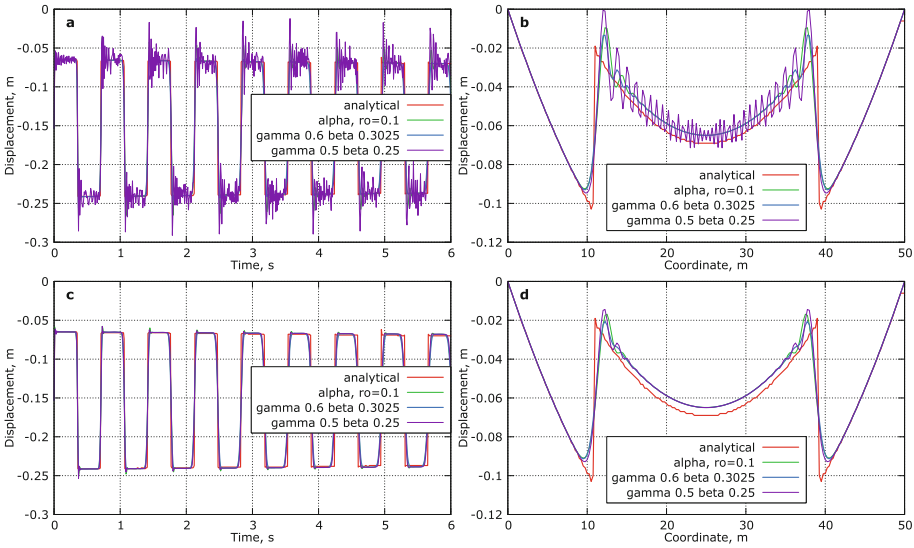 a
0
-0.05
-0.1
-0.15
-0.2
-0.25
-0.3
Displacement, m
0 1 2 3 4 5 6
Time, s
analytical
alpha, ro=0.1
gamma 0.6 beta 0.3025
gamma 0.5 beta 0.25
b
0
-0.02
-0.04
-0.06
-0.08
-0.1
-0.12
Displacement, m
0 10 20 30 40 50
Coordinate, m
analytical
alpha, ro=0.1
gamma 0.6 beta 0.3025
gamma 0.5 beta 0.25
c
0
-0.05
-0.1
-0.15
-0.2
-0.25
-0.3
Displacement, m
0 1 2 3 4 5 6
Time, s
analytical
alpha, ro=0.1
gamma 0.6 beta 0.3025
gamma 0.5 beta 0.25
d
0
-0.02
-0.04
-0.06
-0.08
-0.1
-0.12
Displacement, m
0 10 20 30 40 50
Coordinate, m
analytical
alpha, ro=0.1
gamma 0.6 beta 0.3025
gamma 0.5 beta 0.25